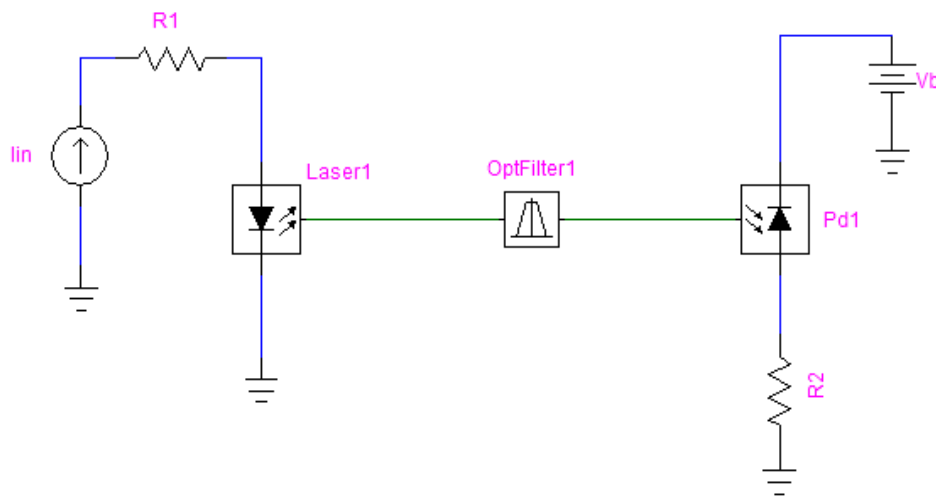 R1
Iin
Laser1
OptFilter1
Pd1
Vb
R2